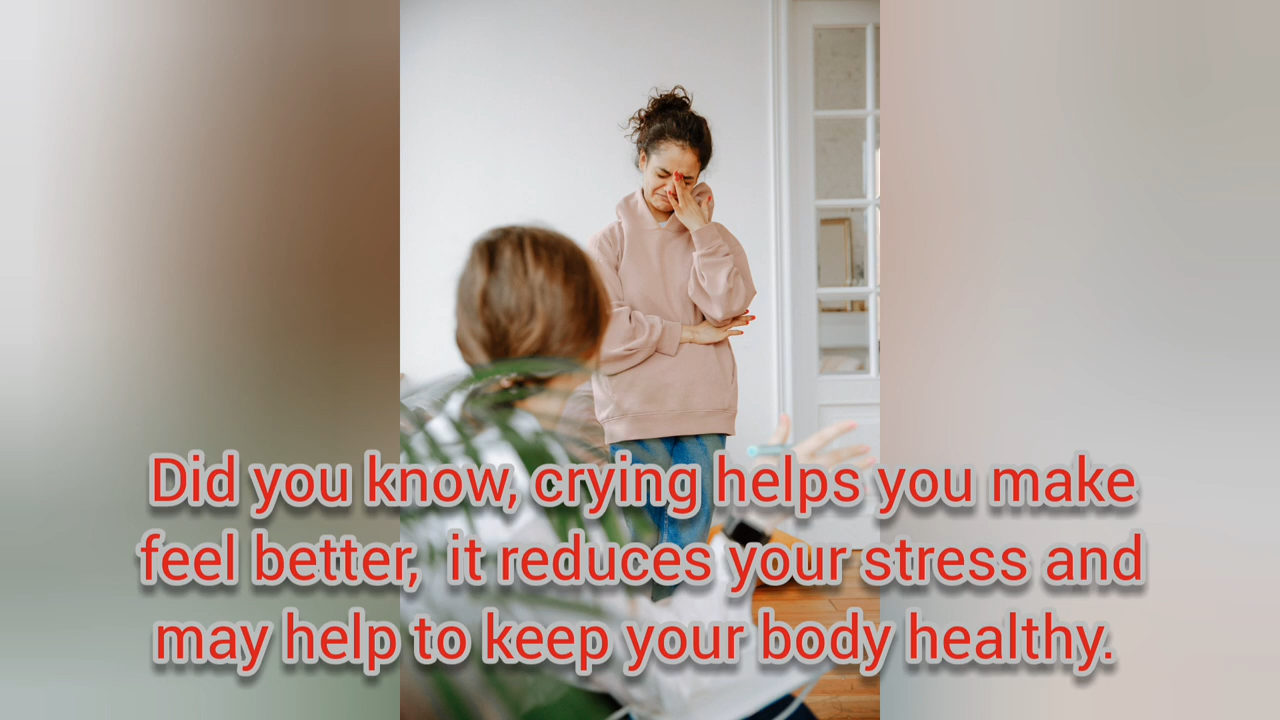 Did you know, crying helps you make
feel better, it reduces your stress and
may help to keep your body healthy.